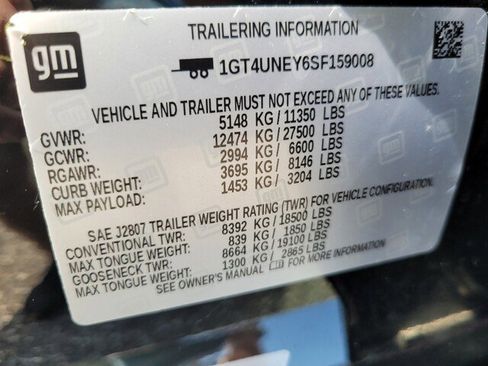 gm
TRAILERING INFORMATION
1GT4UNEY6SF159008
VEHICLE AND TRAILER MUST NOT EXCEED ANY OF THESE VALUES.
GVWR: 5148 KG / 11350 LBS
GCWR: 12474 KG / 27500 LBS
RGAWR: 2994 KG / 6600 LBS
CURB WEIGHT: 3695 KG / 8146 LBS
MAX PAYLOAD: 1453 KG / 3204 LBS
SAE J2807 TRAILER WEIGHT RATING (TWR) FOR VEHICLE CONFIGURATION.
CONVENTIONAL TWR: 8392 KG / 18500 LBS
MAX TONGUE WEIGHT: 839 KG / 1850 LBS
GOOSENECK TWR: 8664 KG / 19100 LBS
MAX TONGUE WEIGHT: 1300 KG / 2865 LBS
SEE OWNER'S MANUAL FOR MORE INFORMATION